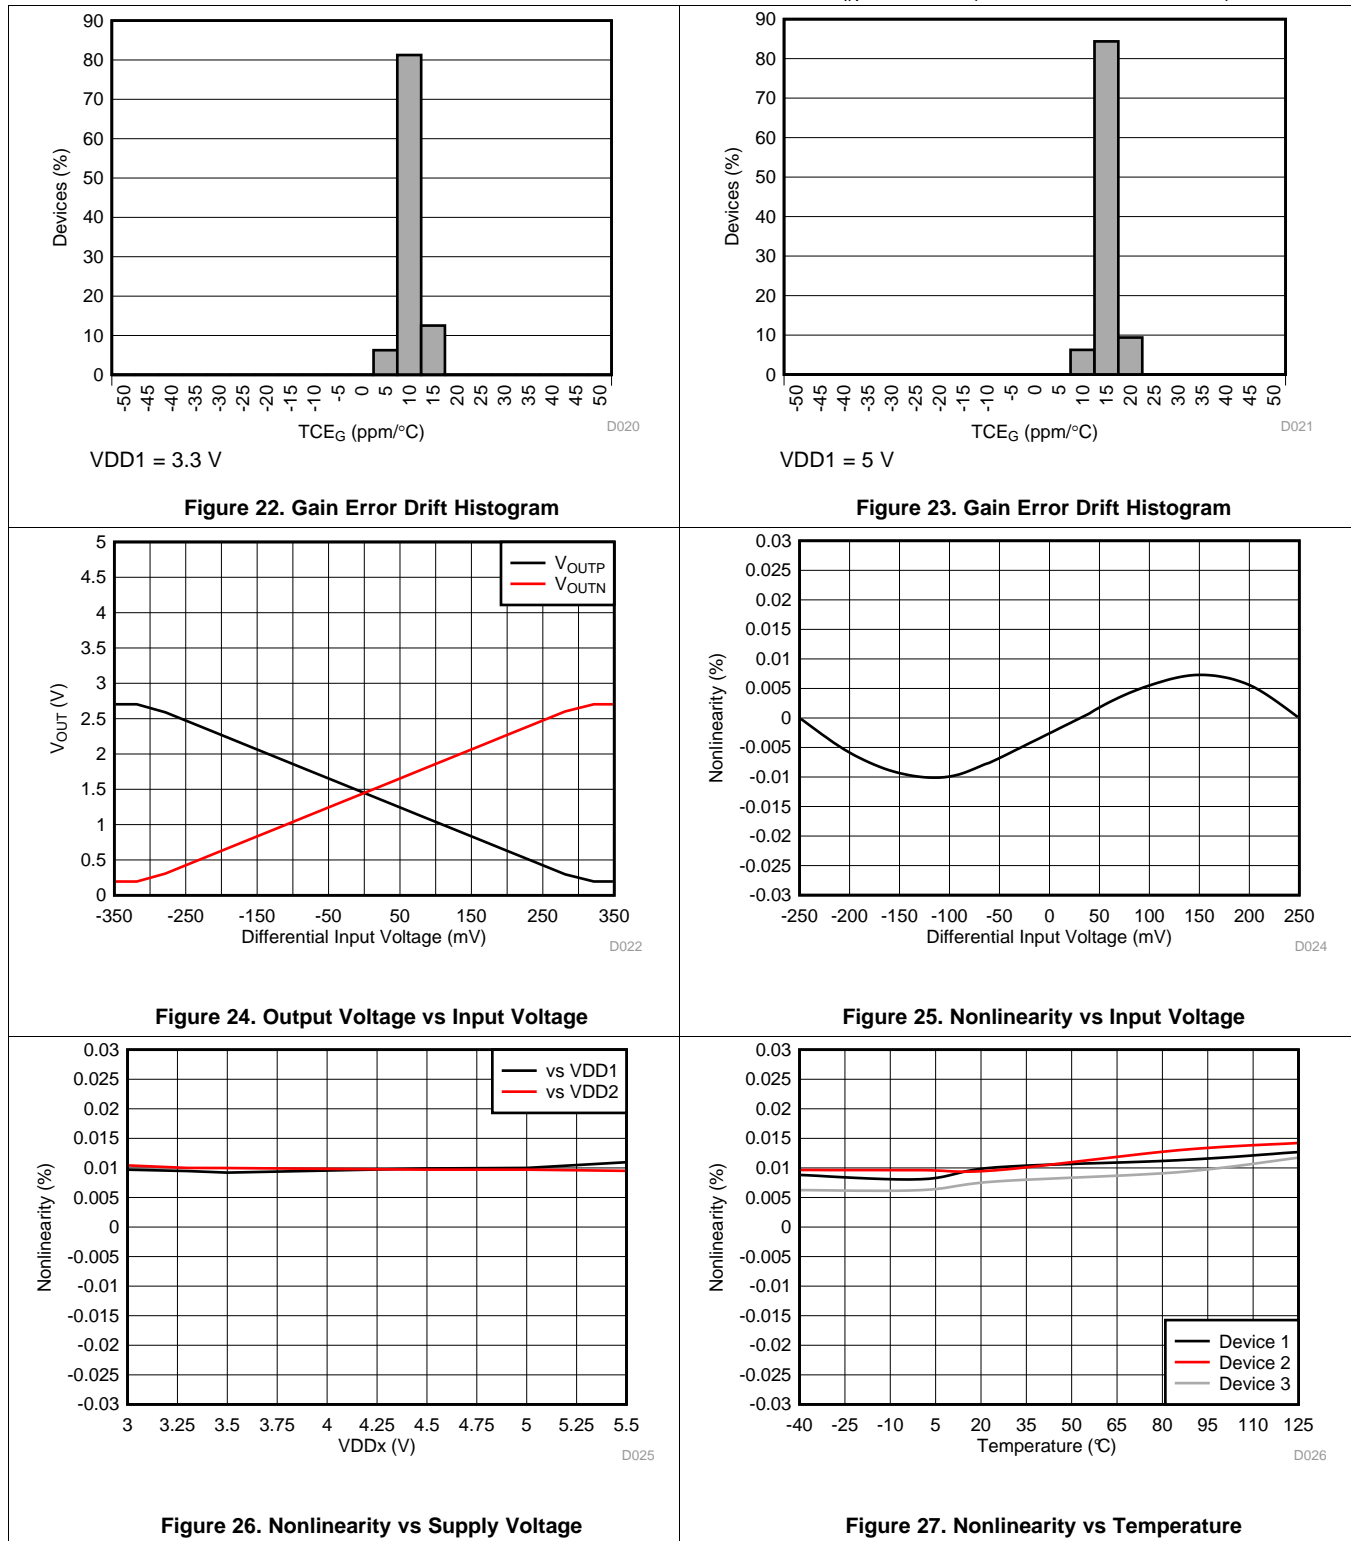 90
80
70
60
50
40
30
20
10
0
Devices (%)
-50 -45 -40 -35 -30 -25 -20 -15 -10 -5 0 5 10 15 20 25 30 35 40 45 50
TCEG (ppm/°C)
D020
VDD1 = 3.3 V
Figure 22. Gain Error Drift Histogram
90
80
70
60
50
40
30
20
10
0
Devices (%)
-50 -45 -40 -35 -30 -25 -20 -15 -10 -5 0 5 10 15 20 25 30 35 40 45 50
TCEG (ppm/°C)
D021
VDD1 = 5 V
Figure 23. Gain Error Drift Histogram
5
4.5
4
3.5
3
2.5
2
1.5
1
0.5
0
VOUT (V)
VOUTP
VOUTN
-350 -250 -150 -50 50 150 250 350
Differential Input Voltage (mV)
D022
Figure 24. Output Voltage vs Input Voltage
0.03
0.025
0.02
0.015
0.01
0.005
0
-0.005
-0.01
-0.015
-0.02
-0.025
-0.03
Nonlinearity (%)
-250 -200 -150 -100 -50 0 50 100 150 200 250
Differential Input Voltage (mV)
D024
Figure 25. Nonlinearity vs Input Voltage
0.03
0.025
0.02
0.015
0.01
0.005
0
-0.005
-0.01
-0.015
-0.02
-0.025
-0.03
Nonlinearity (%)
vs VDD1
vs VDD2
3 3.25 3.5 3.75 4 4.25 4.5 4.75 5 5.25 5.5
VDDx (V)
D025
Figure 26. Nonlinearity vs Supply Voltage
0.03
0.025
0.02
0.015
0.01
0.005
0
-0.005
-0.01
-0.015
-0.02
-0.025
-0.03
Nonlinearity (%)
Device 1
Device 2
Device 3
-40 -25 -10 5 20 35 50 65 80 95 110 125
Temperature (°C)
D026
Figure 27. Nonlinearity vs Temperature